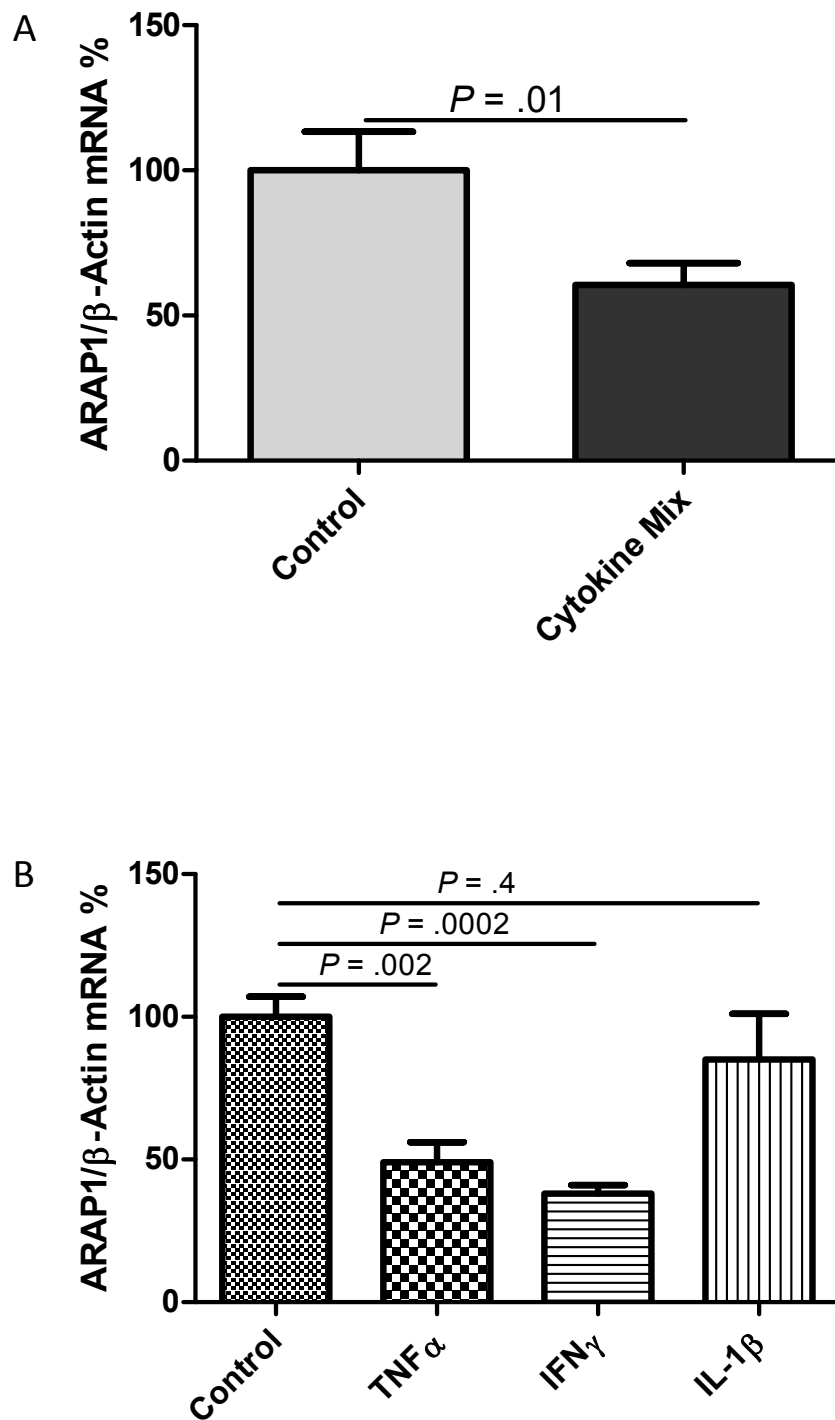 A
ARAP1/β-Actin mRNA %
150
100
50
0
P = .01
Control
Cytokine Mix
B
ARAP1/β-Actin mRNA %
150
100
50
0
P = .4
P = .0002
P = .002
Control
TNFα
IFNγ
IL-1β